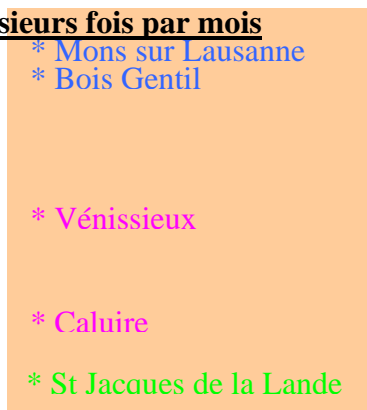 sieurs fois par mois
* Mons sur Lausanne
* Bois Gentil
* Vénissieux
* Caluire
* St Jacques de la Lande